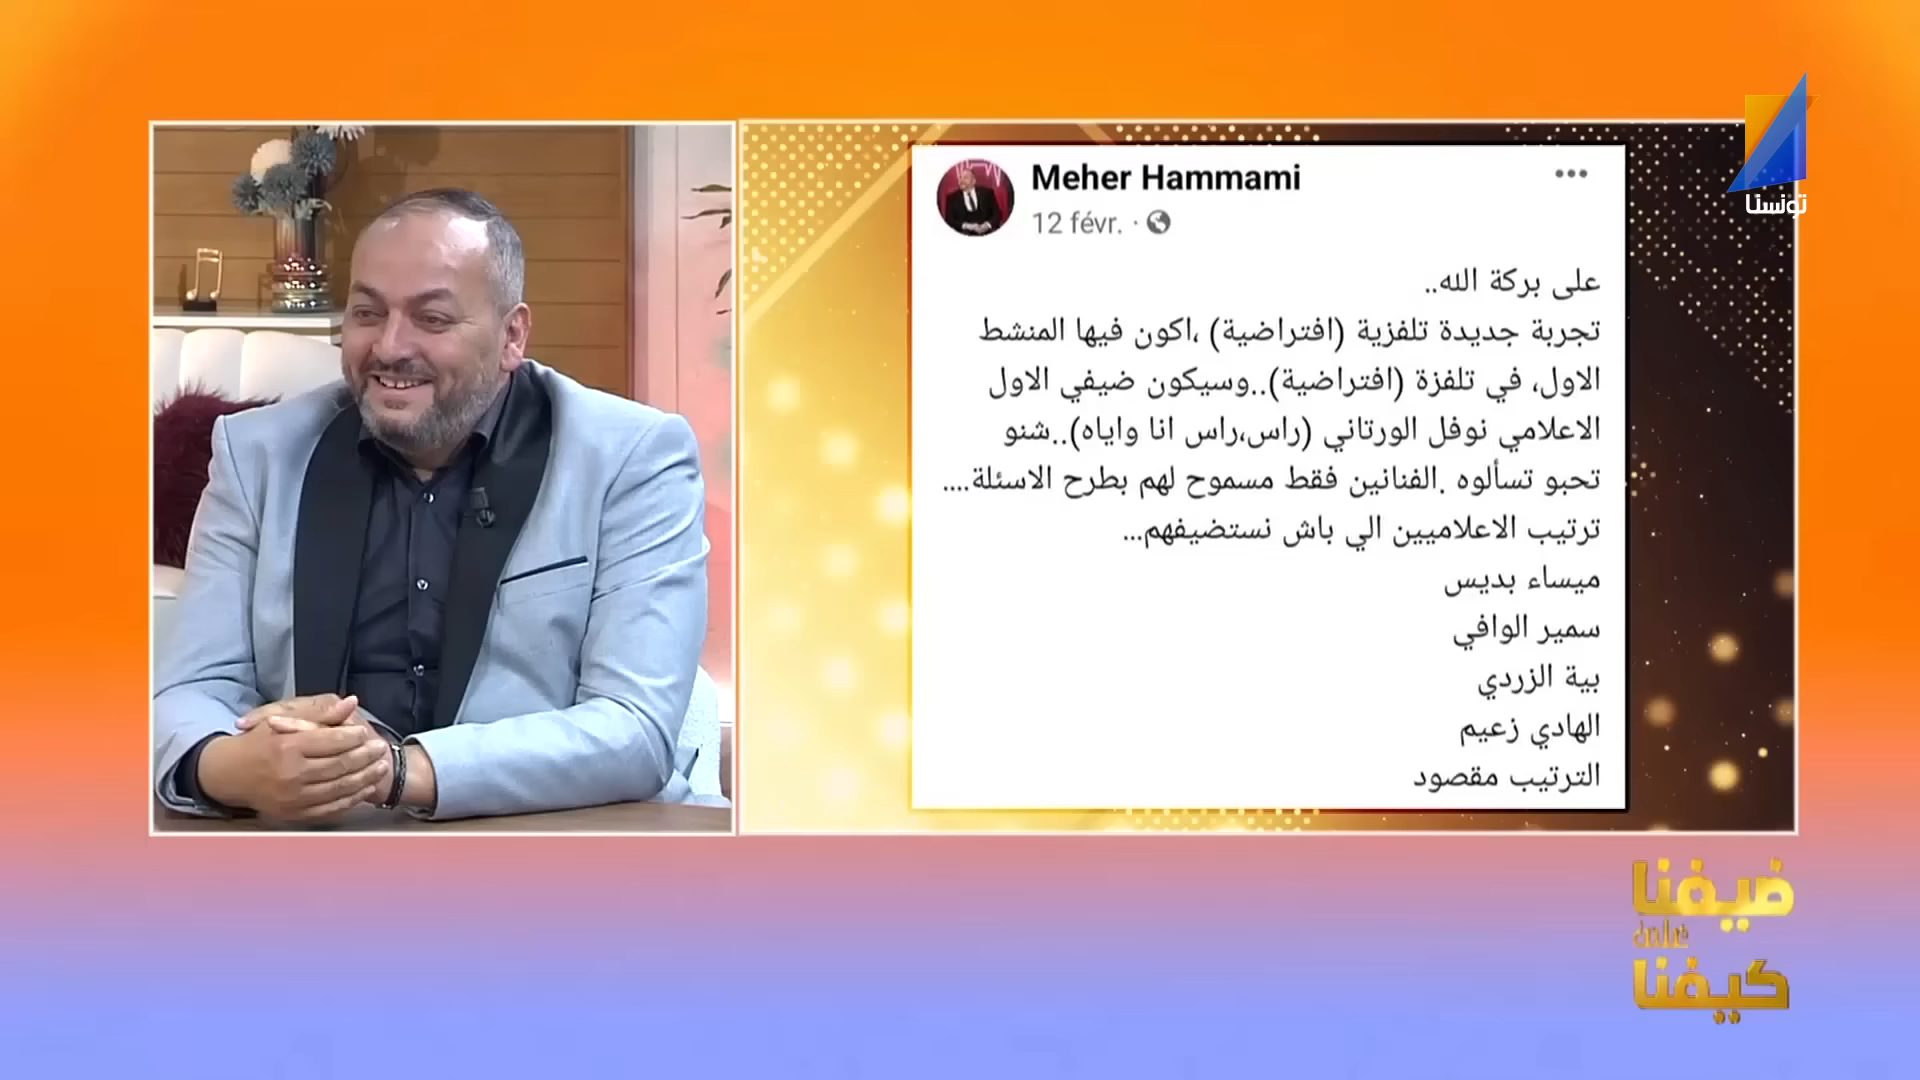 تونسنا
Meher Hammami
12 févr. ·
على بركة الله..
تجربة جديدة تلفزية (افتراضية) ،اكون فيها المنشط
الاول، في تلفزة (افتراضية)..وسيكون ضيفي الاول
الاعلامي نوفل الورتاني (راس،راس انا واياه)..شنو
تحبو تسألوه .الفنانين فقط مسموح لهم بطرح الاسئلة....
ترتيب الاعلاميين الي باش نستضيفهم...
ميساء بديس
سمير الوافي
بية الزردي
الهادي زعيم
الترتيب مقصود
ضيفنا
على
كيفنا